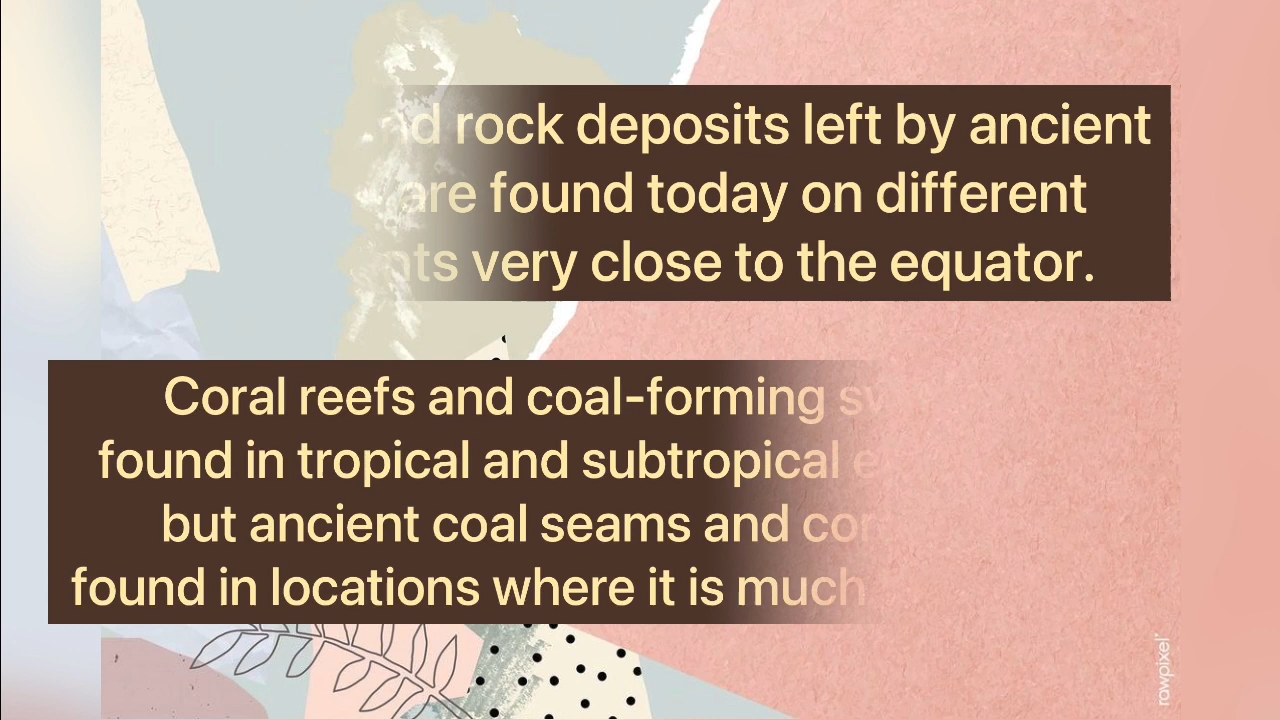 rock deposits left by ancient
are found today on different
very close to the equator.
Coral reefs and coal-forming
found in tropical and subtropical
but ancient coal seams and
found in locations where it is much
rawpixel